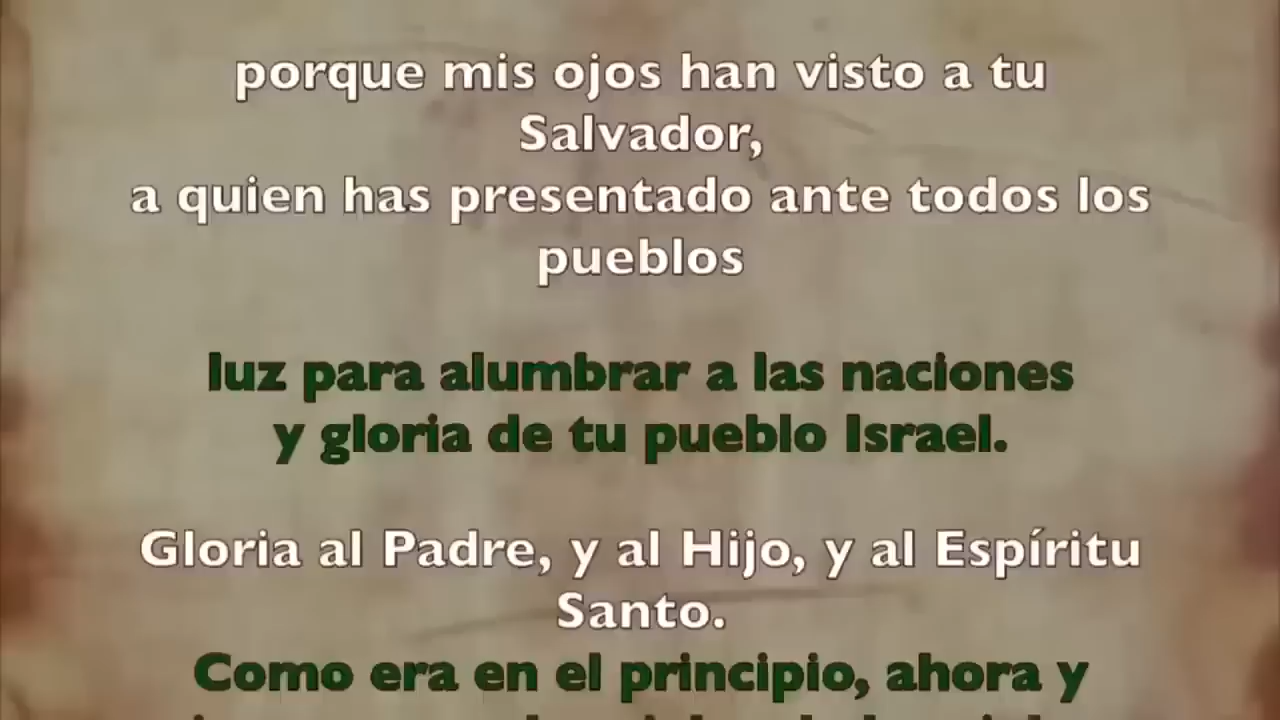 porque mis ojos han visto a tu
Salvador,
a quien has presentado ante todos los
pueblos
luz para alumbrar a las naciones
y gloria de tu pueblo Israel.
Gloria al Padre, y al Hijo, y al Espíritu
Santo.
Como era en el principio, ahora y